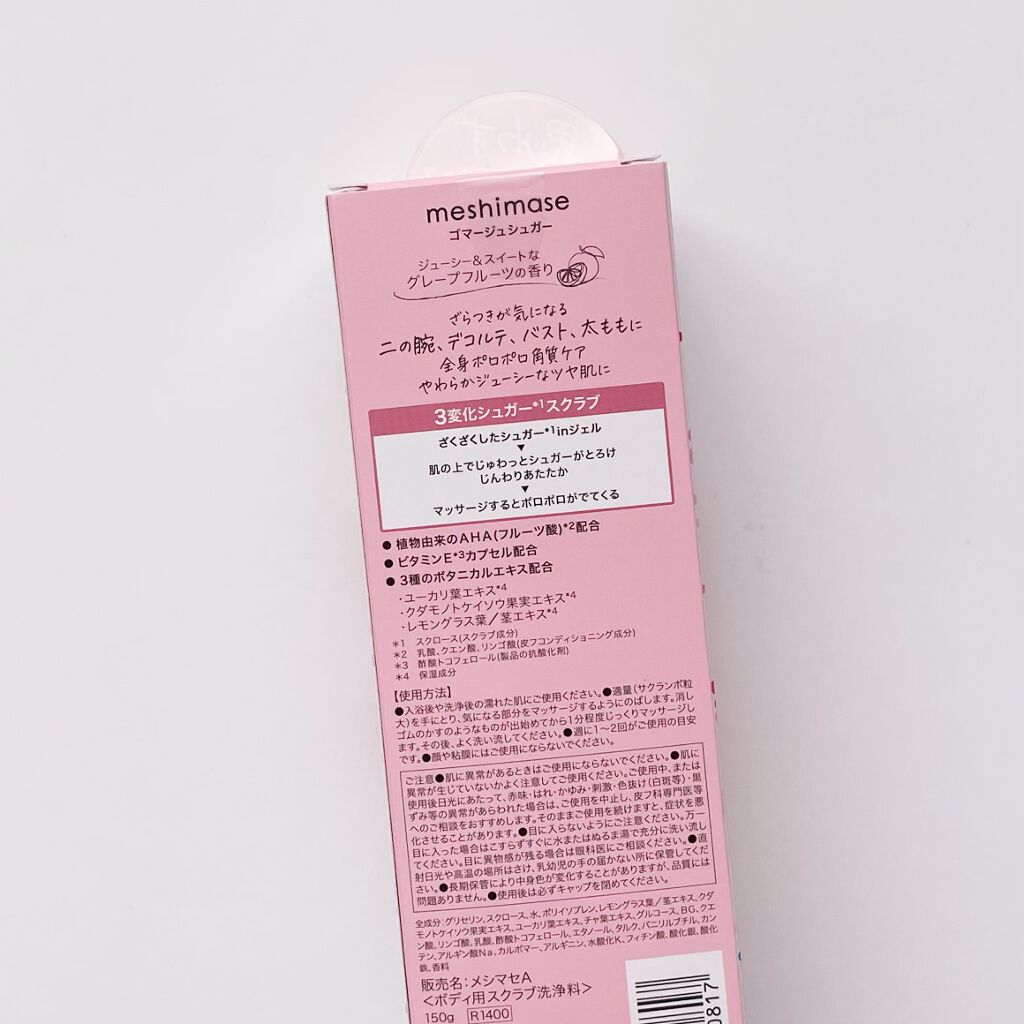 meshimase
ゴマージュシュガー
ジューシー&スイートな
グレープフルーツの香り
ざらつきが気になる
二の腕、デコルテ、バスト、太ももに
全身ポロポロ角質ケア
やわらかジューシーなツヤ肌に
3変化シュガー*1スクラブ
ざくざくしたシュガー*1inジェル
▼
肌の上でじゅわっとシュガーがとろけ
じんわりあたたか
▼
マッサージするとポロポロがでてくる
●植物由来のAHA(フルーツ酸)*2配合
●ビタミンE*3カプセル配合
●3種のボタニカルエキス配合
・ユーカリ葉エキス*4
・クダモノトケイソウ果実エキス*4
・レモングラス葉/茎エキス*4
*1 スクロース(スクラブ成分)
*2 乳酸、クエン酸、リンゴ酸(皮フコンディショニング成分)
*3 酢酸トコフェロール(製品の抗酸化剤)
*4 保湿成分
【使用方法】
●入浴後や洗浄後の濡れた肌にご使用ください。●適量(サクランボ粒
大)を手にとり、気になる部分をマッサージするようにのばします。消し
ゴムのかすのようなものが出始めてから1分程度じっくりマッサージし
ます。その後、よく洗い流してください。●週に1〜2回がご使用の目安
です。●顔や粘膜にはご使用にならないでください。
ご注意●肌に異常があるときはご使用にならないでください。●肌に
異常が生じていないかよく注意してご使用ください。ご使用中、または
使用後日光にあたって、赤味・はれ・かゆみ・刺激・色抜け(白斑等)・黒
ずみ等の異常があらわれた場合は、ご使用を中止し、皮フ科専門医等
へのご相談をおすすめします。そのままご使用を続けますと、症状を悪
化させることがあります。●目に入らないようにご注意ください。万一
目に入った場合はこすらずすぐに水またはぬるま湯で充分に洗い流し
てください。目に異物感が残る場合は眼科医にご相談ください。●直
射日光や高温の場所はさけ、乳幼児の手の届かない所に保管してくだ
さい。●長期保管により中身色が変化することがありますが、品質には
問題ありません。●使用後は必ずキャップを閉めてください。
全成分:グリセリン、スクロース、水、ポリイソプレン、レモングラス葉/茎エキス、クダ
モノトケイソウ果実エキス、ユーカリ葉エキス、チャ葉エキス、グルコース、BG、クエ
ン酸、リンゴ酸、乳酸、酢酸トコフェロール、エタノール、タルク、バニリルブチル、カン
テン、アルギン酸Na、カルボマー、アルギニン、水酸化K、フィチン酸、酸化銀、酸化
鉄、香料
販売名:メシマセA
<ボディ用スクラブ洗浄料>
150g R1400
0817